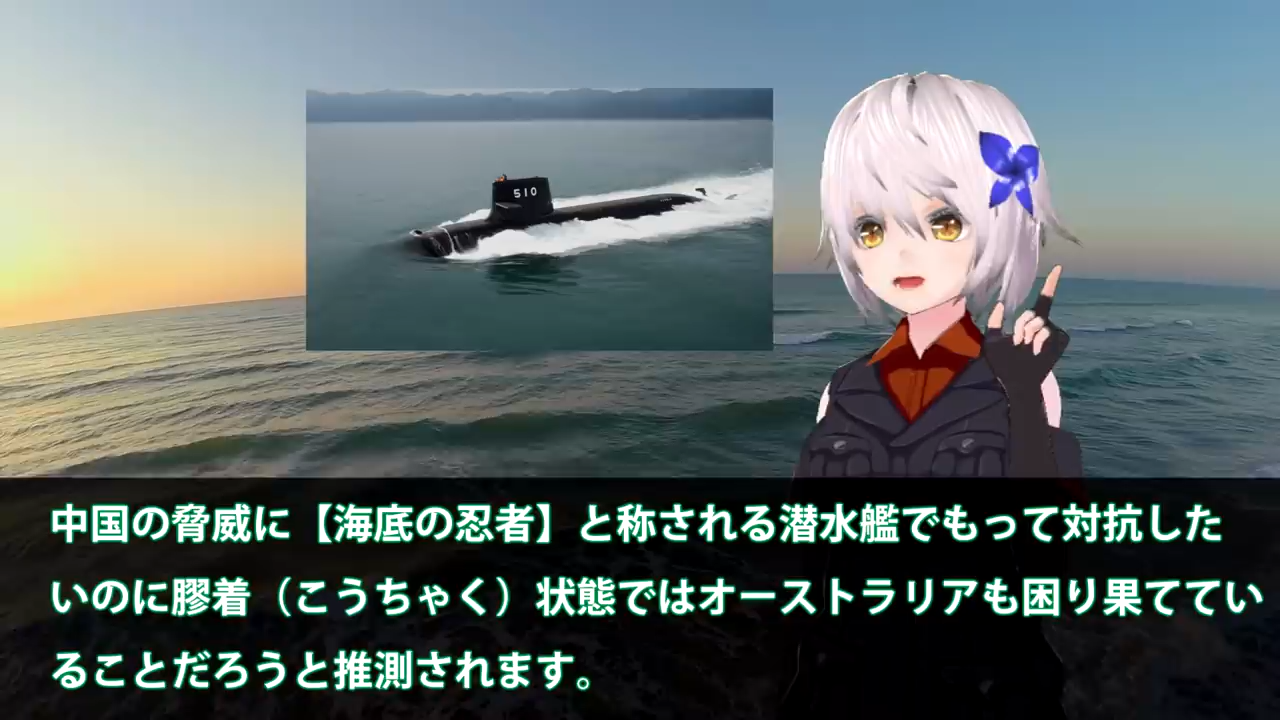 510
中国の脅威に【海底の忍者】と称される潜水艦でもって対抗した
いのに膠着（こうちゃく）状態ではオーストラリアも困り果ててい
ることだろうと推測されます。